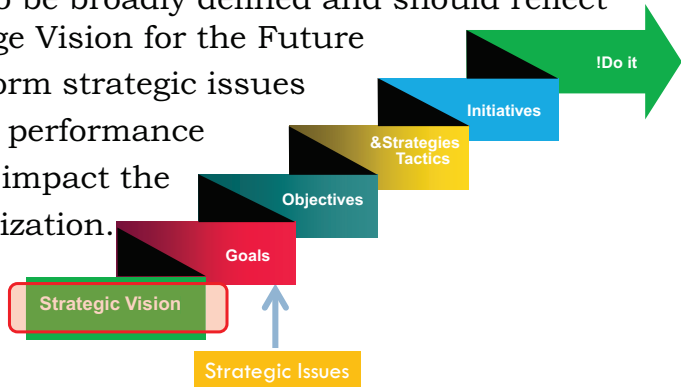 o be broadly defined and should reflect
ge Vision for the Future
orm strategic issues
performance
impact the
ization.
!Do it
Initiatives
&Strategies
Tactics
Objectives
Goals
Strategic Vision
Strategic Issues